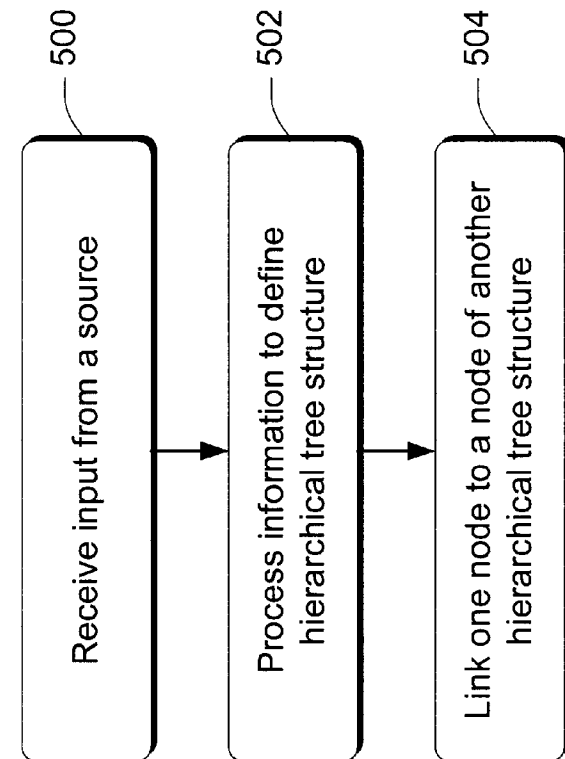 500
Receive input from a source
502
Process information to define
hierarchical tree structure
504
Link one node to a node of another
hierarchical tree structure